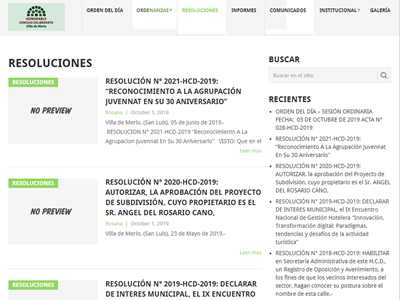 HONORABLE
CONCEJO DELIBERANTE
Villa de Merlo
ORDEN DEL DÍA
ORDENANZAS
RESOLUCIONES
INFORMES
COMUNICADOS
INSTITUCIONAL
GALERÍA
RESOLUCIONES
RESOLUCIONES
NO PREVIEW
RESOLUCIÓN N° 2021-HCD-2019:
“RECONOCIMIENTO A LA AGRUPACIÓN
JUVENNAT EN SU 30 ANIVERSARIO”
Rosana | October 1, 2019
Villa de Merlo, (San Luis), 05 de Junio de 2019.-
RESOLUCION N° 2021-HCD-2019 “Reconocimiento A La
Agrupacion Juvennat En Su 30 Aniversario” VISTO: Que en el
Leer mas
RESOLUCIONES
NO PREVIEW
RESOLUCIÓN N° 2020-HCD-2019:
AUTORIZAR, LA APROBACIÓN DEL PROYECTO
DE SUBDIVISIÓN, CUYO PROPIETARIO ES EL
SR. ANGEL DEL ROSARIO CANO,
Rosana | October 1, 2019
Villa de Merlo, (San Luis), 23 de Mayo de 2019.-
Leer mas
RESOLUCIONES
RESOLUCIÓN N° 2019-HCD-2019: DECLARAR
DE INTERES MUNICIPAL, EL IX ENCUENTRO
BUSCAR
Buscar en el sitio
RECIENTES
ORDEN DEL DÍA – SESIÓN ORDINARIA
FECHA: 03 DE OCTUBRE DE 2019 ACTA N°
028-HCD-2019
RESOLUCIÓN N° 2021-HCD-2019:
“Reconocimiento A La Agrupación Juvennat
En Su 30 Aniversario”
RESOLUCIÓN N° 2020-HCD-2019:
AUTORIZAR, la aprobación del Proyecto de
Subdivisión, cuyo propietario es el Sr. ANGEL
DEL ROSARIO CANO,
RESOLUCIÓN N° 2019-HCD-2019: DECLARAR
DE INTERES MUNICIPAL, el IX Encuentro
Nacional de Gestión Hotelera “Innovación,
Transformación digital: Paradigmas,
tendencias y desafíos de la actividad
turística”
RESOLUCIÓN N° 2018-HCD-2019: HABILITAR
en Secretaría Administrativa de este H.C.D.,
un Registro de Oposición y Avenimiento, a
los fines de que los vecinos interesados del
sector, hagan conocer su postura sobre el
nombre de esta calle.-